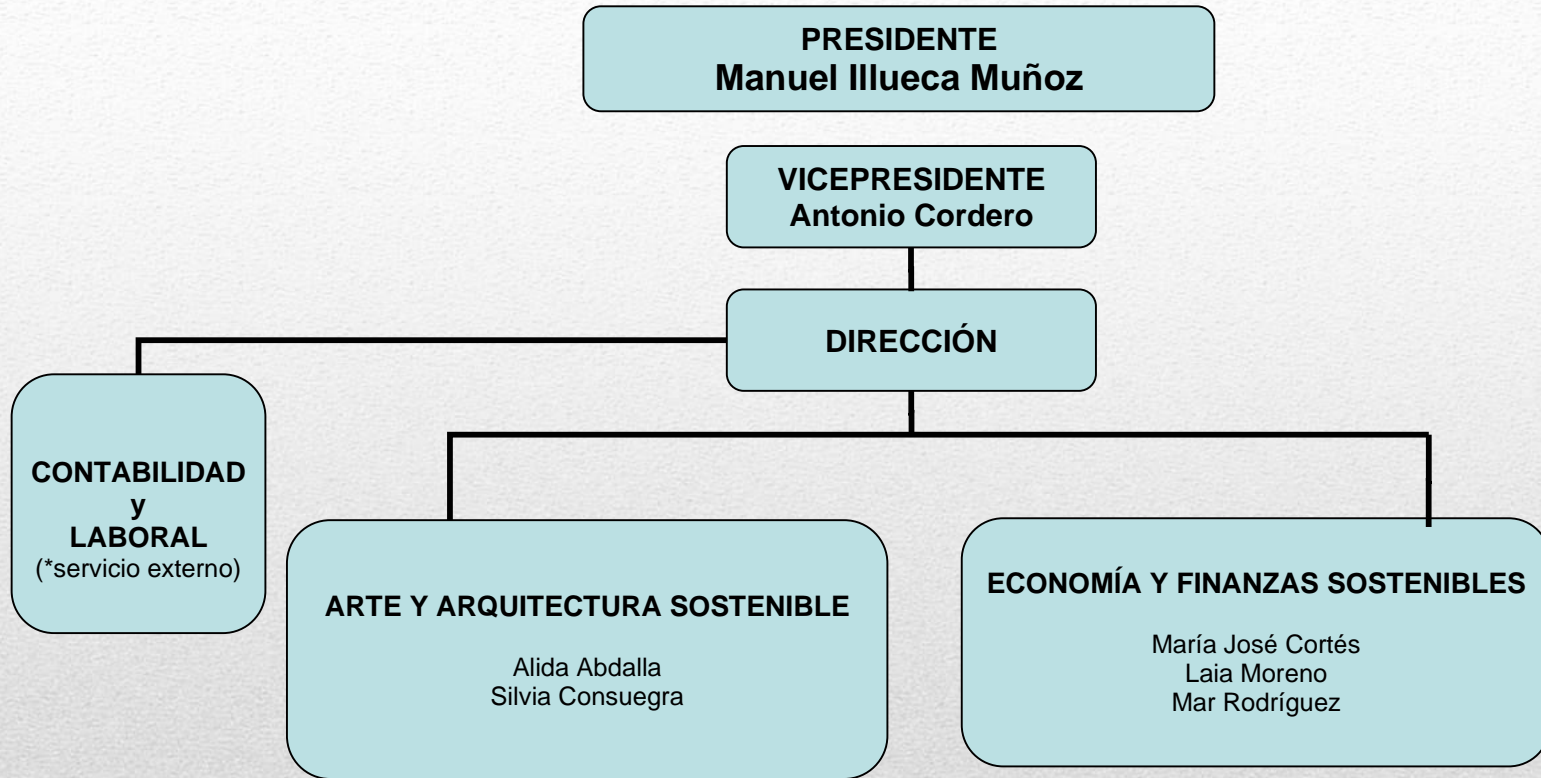 PRESIDENTE
Manuel Illueca Muñoz
VICEPRESIDENTE
Antonio Cordero
DIRECCIÓN
CONTABILIDAD
y
LABORAL
(*servicio externo)
ARTE Y ARQUITECTURA SOSTENIBLE
Alida Abdalla
Silvia Consuegra
ECONOMÍA Y FINANZAS SOSTENIBLES
María José Cortés
Laia Moreno
Mar Rodríguez